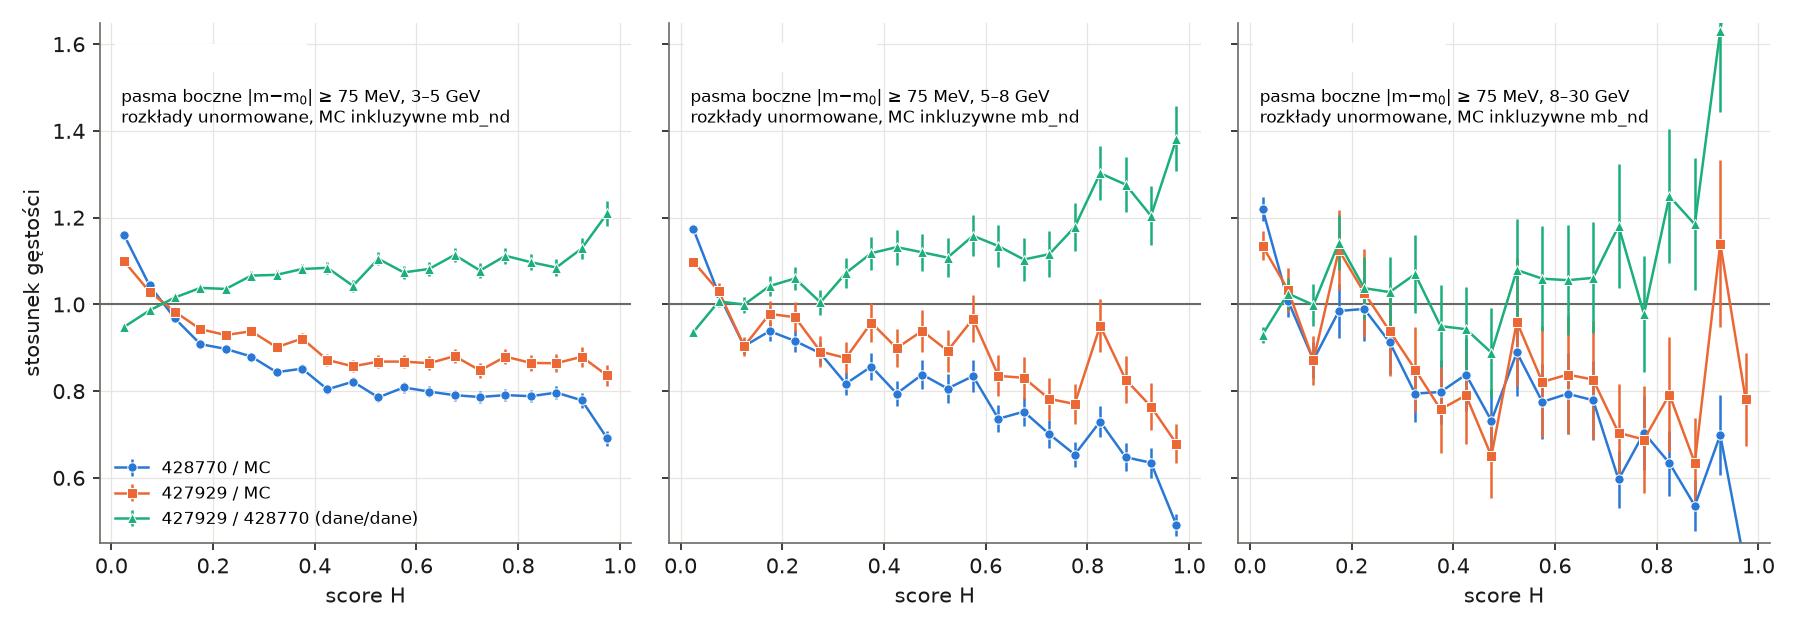 pasma boczne |m−m₀| ≥ 75 MeV, 3–5 GeV
rozkłady unormowane, MC inkluzywne mb_nd
pasma boczne |m−m₀| ≥ 75 MeV, 5–8 GeV
rozkłady unormowane, MC inkluzywne mb_nd
pasma boczne |m−m₀| ≥ 75 MeV, 8–30 GeV
rozkłady unormowane, MC inkluzywne mb_nd
stosunek gęstości
1.6
1.4
1.2
1.0
0.8
0.6
428770 / MC
427929 / MC
427929 / 428770 (dane/dane)
0.0 0.2 0.4 0.6 0.8 1.0
0.0 0.2 0.4 0.6 0.8 1.0
0.0 0.2 0.4 0.6 0.8 1.0
score H
score H
score H